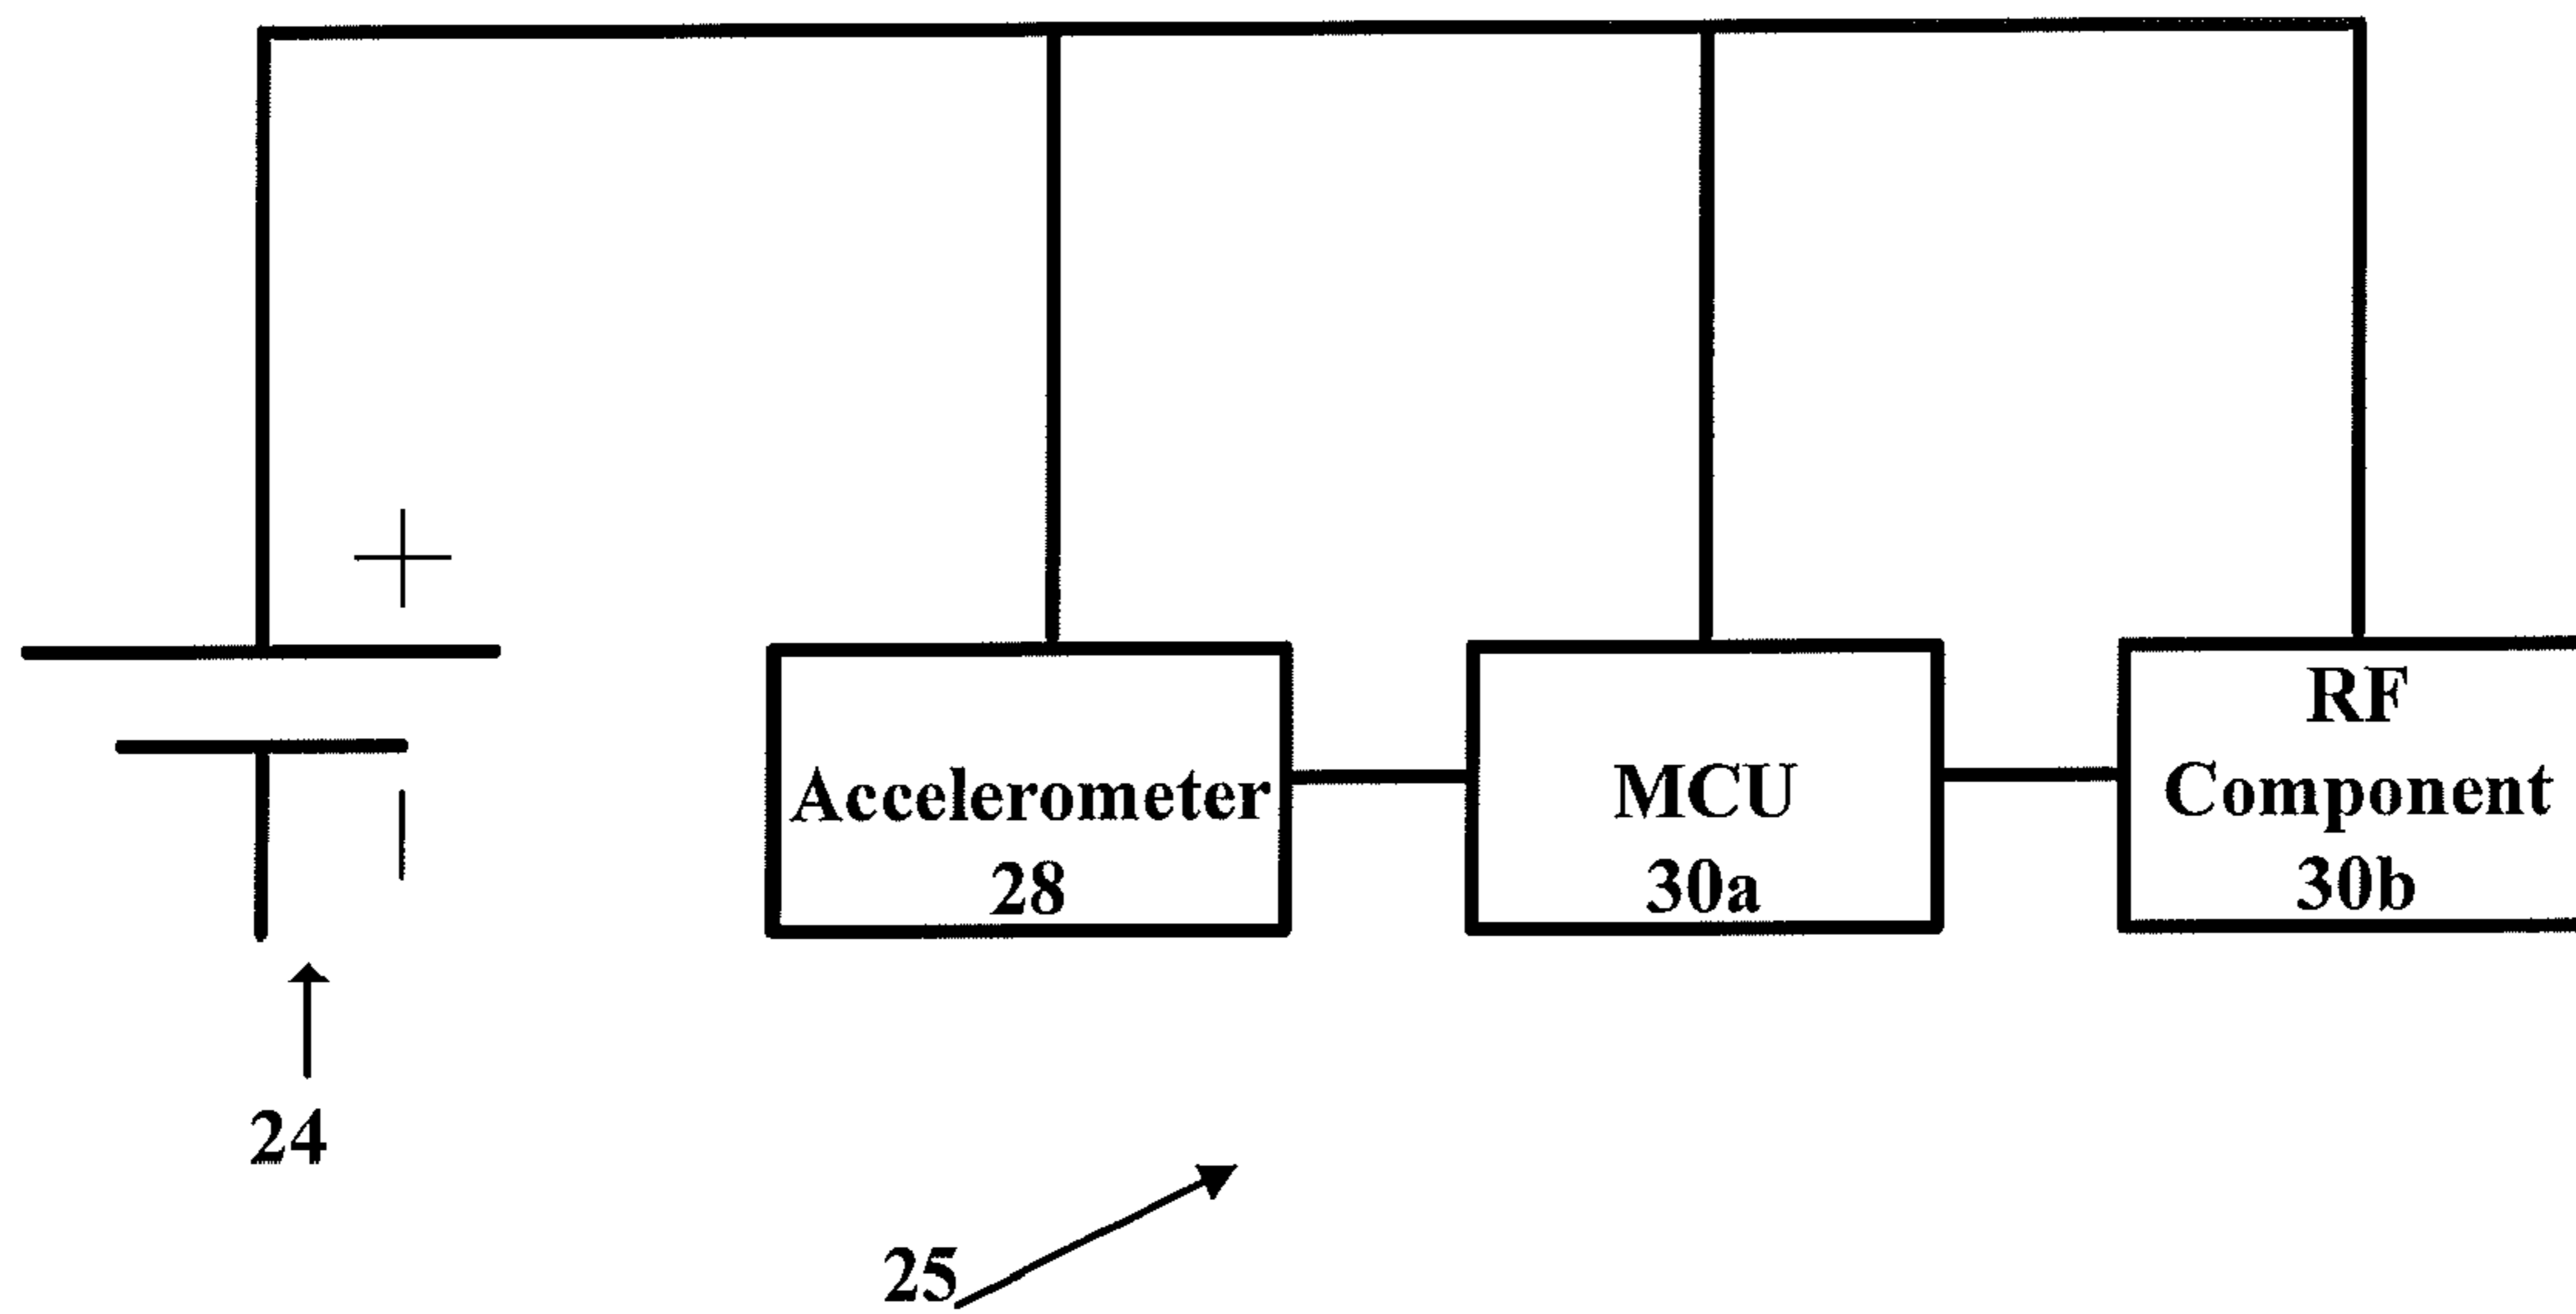 +
Accelerometer
28
MCU
30a
RF
Component
30b
24
25